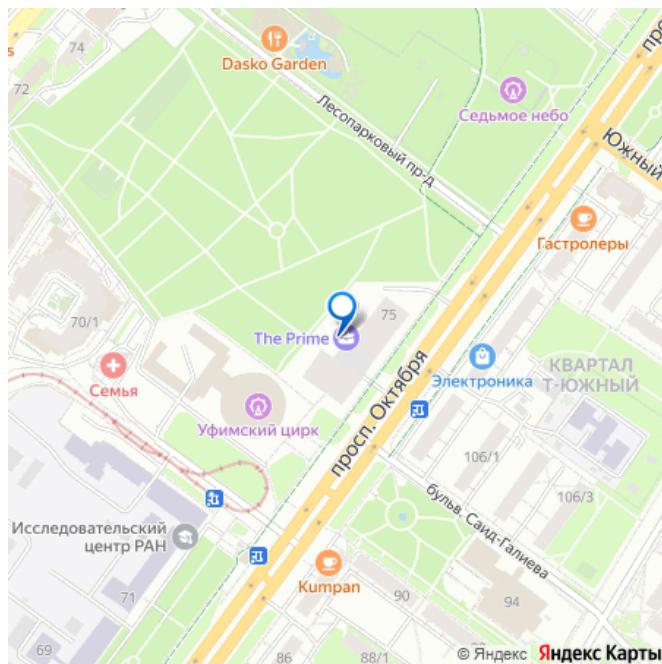 74
72
s
Dasko Garden
Лесопарковый пр-д
Седьмое небо
просп
Южный
Гастролеры
70/1
Семья
The Prime
75
Уфимский цирк
просп. Октября
Электроника
КВАРТАЛ
Т-ЮЖНЫЙ
106/1
106/3
бульв. Саид-Галиева
Исследовательский
центр РАН
71
69
Kumpan
90
94
86
88/1
© Яндекс Яндекс Карты